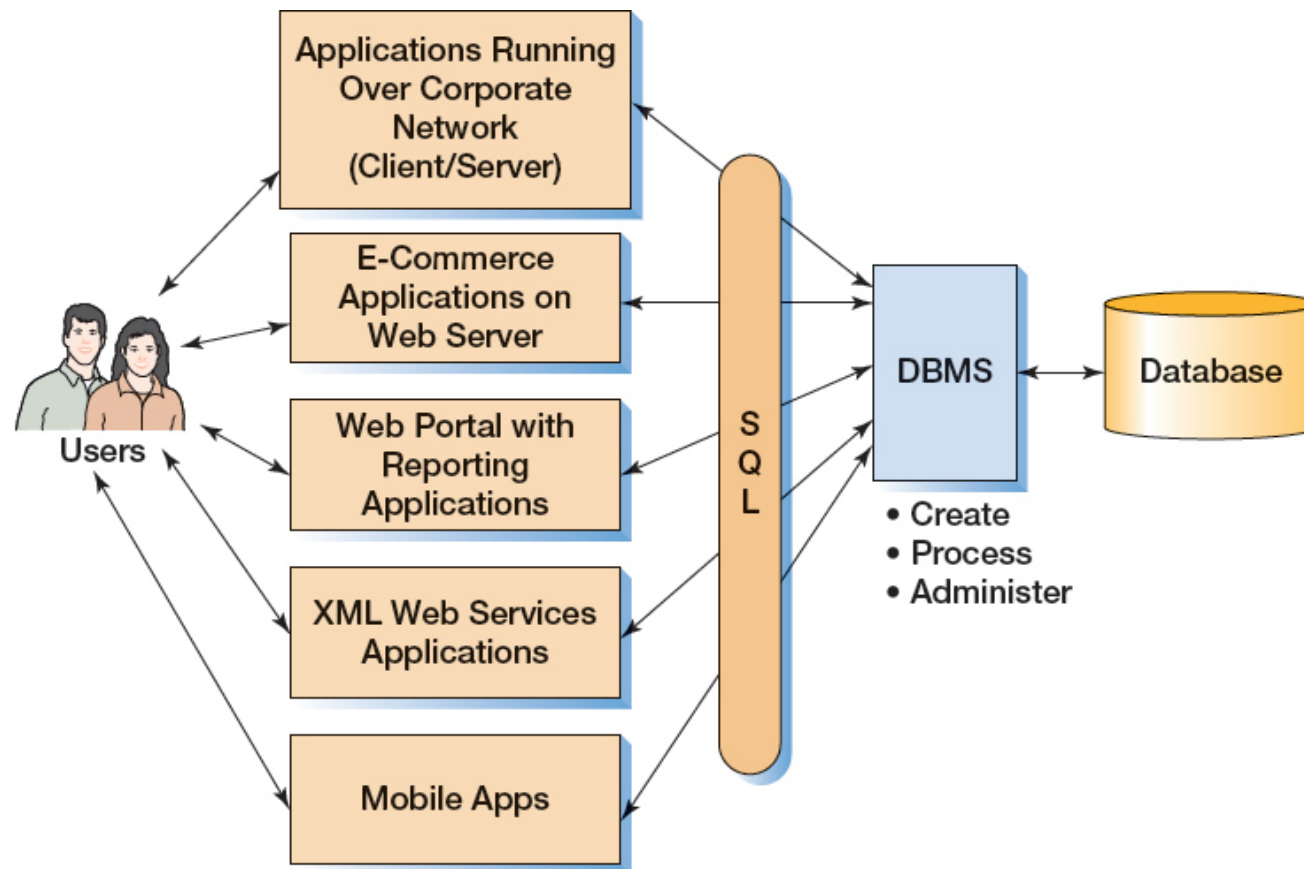 Applications Running
Over Corporate
Network
(Client/Server)
E-Commerce
Applications on
Web Server
Web Portal with
Reporting
Applications
XML Web Services
Applications
Mobile Apps
Users
S
Q
L
DBMS
• Create
• Process
• Administer
Database